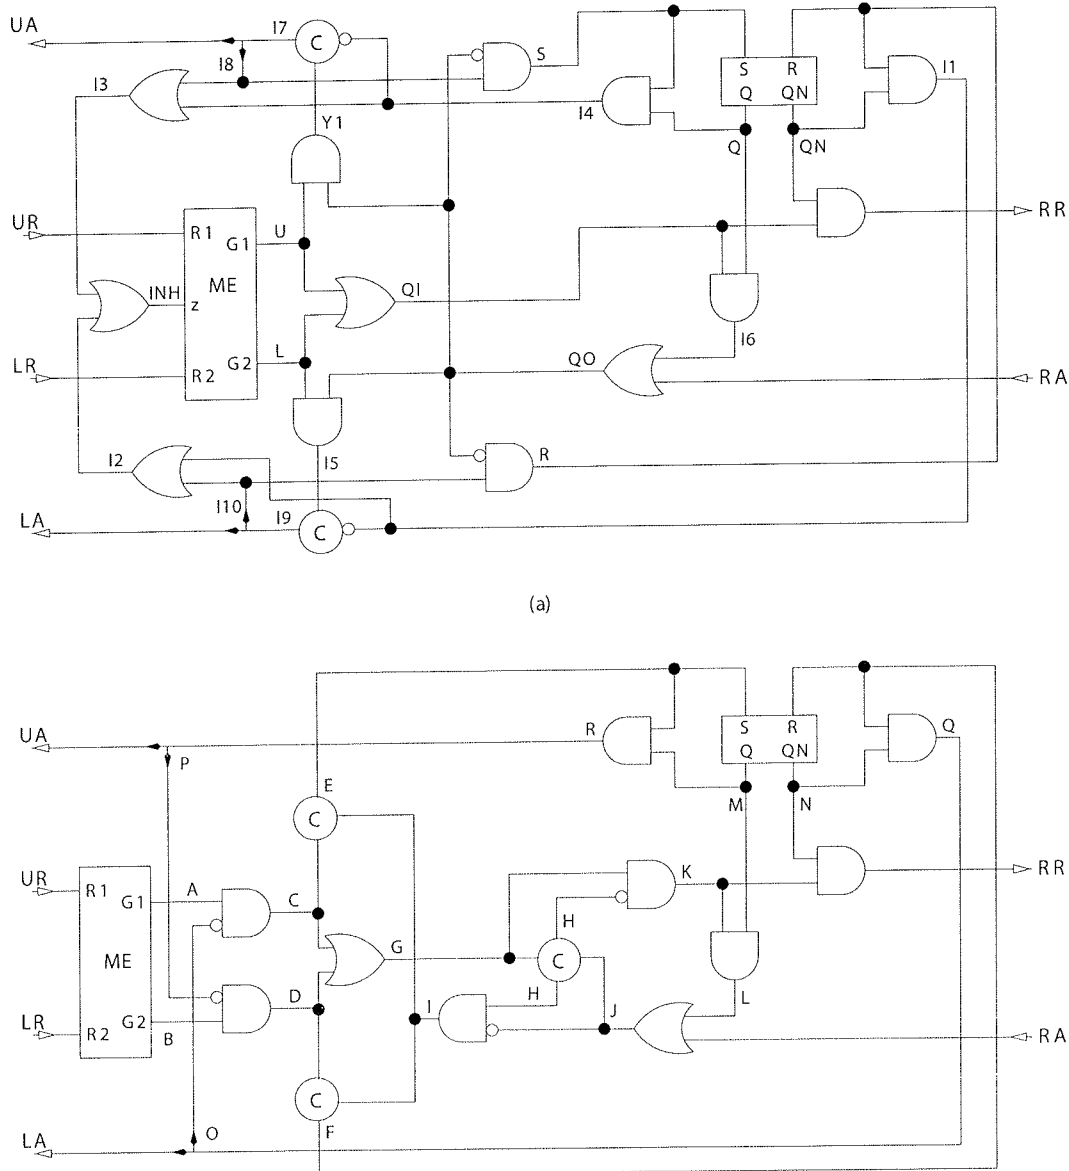 UA
I7
C
I8
S
I3
I4
S R
Q QN
I1
Y1
Q
QN
UR
R1
G1
U
RR
ME
INH
z
QI
L
G2
I6
QO
LR
R2
RA
I2
I5
R
I10
I9
LA
C
(a)
UA
P
R
S R
Q QN
Q
E
M
N
C
UR
R1
G1
A
C
K
RR
ME
G
H
C
H
D
I
J
L
LR
R2
G2
B
RA
C
O
F
LA